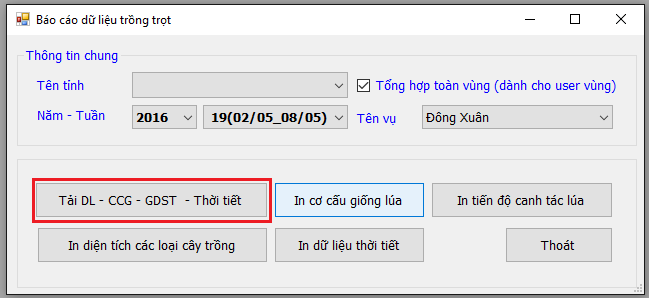 Báo cáo dữ liệu trồng trọt
Thông tin chung
Tên tỉnh
Tổng hợp toàn vùng (dành cho user vùng)
Năm - Tuần 2016 19(02/05_08/05) Tên vụ Đông Xuân
Tải DL - CCG - GDST - Thời tiết In cơ cấu giống lúa In tiến độ canh tác lúa
In diện tích các loại cây trồng In dữ liệu thời tiết Thoát